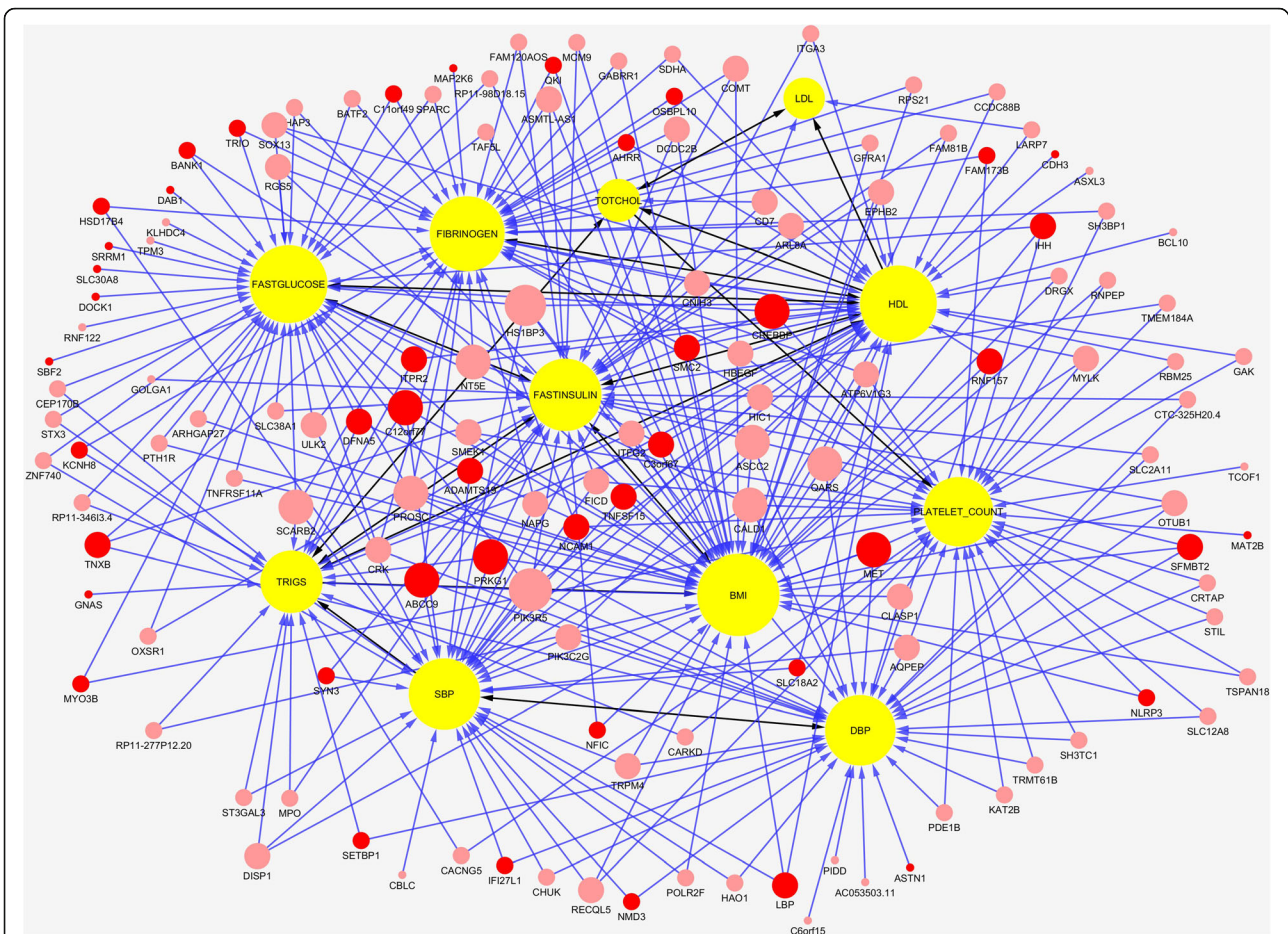 FAM120AOS
MCM9
ITGA3
MAP2K6
QKI
GABRR1
SDHA
COMT
RP11-98D18.15
LDL
RPS21
C11orf49
SPARC
BATF2
ASMTL-AS1
OSBPL10
CCDC88B
HAP3
TRIO
SOX13
TAF5L
AHRR
DCDC2B
GFRA1
FAM81B
LARP7
FAM173B
CDH3
BANK1
RGS5
ASXL3
DAB1
TOTCHOL
CD7
EPHB2
HSD17B4
KLHDC4
FIBRINOGEN
ARL8A
SH3BP1
IHH
TPM3
BCL10
SRRM1
SLC30A8
FASTGLUCOSE
CNIH3
DRGX
RNPEP
DOCK1
HS1BP3
CREBBP
HDL
TMEM184A
RNF122
SBF2
ITPR2
NT5E
SMC2
HBEGF
RNF157
MYLK
RBM25
GAK
GOLGA1
FASTINSULIN
ATP6V1G3
CEP170B
HIC1
CTC-325H20.4
STX3
ARHGAP27
SLC38A1
ULK2
DFNA5
C12orf77
SMEK1
ITFG2
C3orf67
ASCC2
ZNF740
KCNH8
PTH1R
ADAMTS15
QARS
SLC2A11
TCOF1
TNFRSF11A
FICD
RP11-346I3.4
SCARB2
PROSC
NAPG
TNFSF15
CALD1
PLATELET_COUNT
OTUB1
TNXB
NCAM1
MAT2B
CRK
PRKG1
MET
SFMBT2
GNAS
TRIGS
ABCC9
PIK3R5
BMI
CLASP1
CRTAP
STIL
OXSR1
PIK3C2G
AQPEP
MYO3B
SYN3
SBP
SLC18A2
TSPAN18
NLRP3
RP11-277P12.20
NFIC
CARKD
DBP
SLC12A8
SH3TC1
TRPM4
TRMT61B
ST3GAL3
MPO
KAT2B
PDE1B
SETBP1
DISP1
CBLC
CACNG5
IFI27L1
CHUK
RECQL5
NMD3
POLR2F
HAO1
LBP
PIDD
AC053503.11
ASTN1
C6orf15